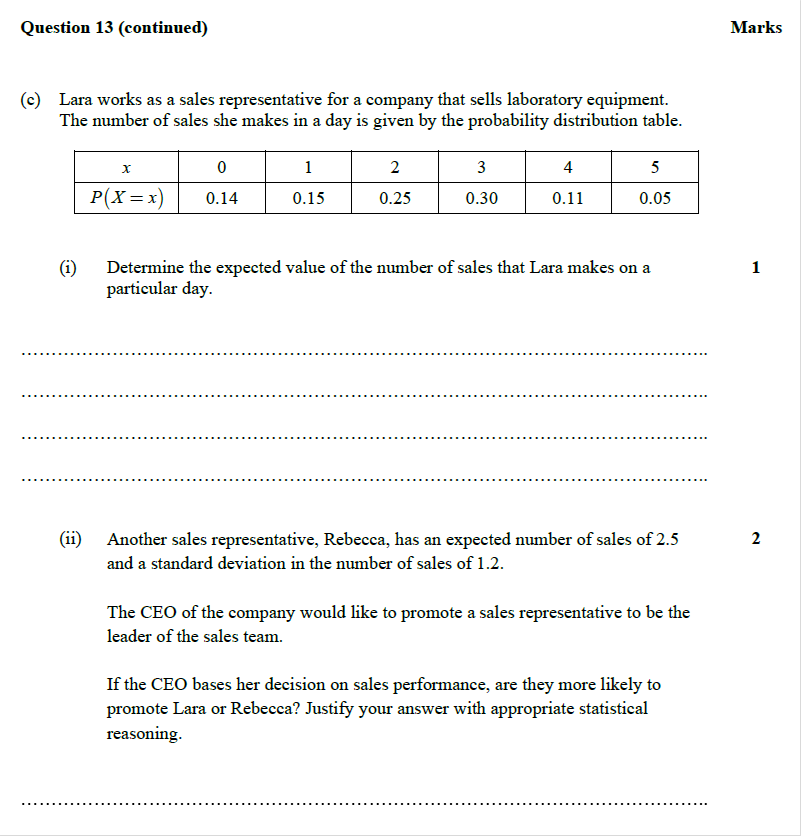 Question 13 (continued) Marks
(c) Lara works as a sales representative for a company that sells laboratory equipment.
The number of sales she makes in a day is given by the probability distribution table.
x 0 1 2 3 4 5
P(X = x) 0.14 0.15 0.25 0.30 0.11 0.05
(i) Determine the expected value of the number of sales that Lara makes on a 1
particular day.
........................................................................................................................
........................................................................................................................
........................................................................................................................
........................................................................................................................
(ii) Another sales representative, Rebecca, has an expected number of sales of 2.5 2
and a standard deviation in the number of sales of 1.2.
The CEO of the company would like to promote a sales representative to be the
leader of the sales team.
If the CEO bases her decision on sales performance, are they more likely to
promote Lara or Rebecca? Justify your answer with appropriate statistical
reasoning.
........................................................................................................................